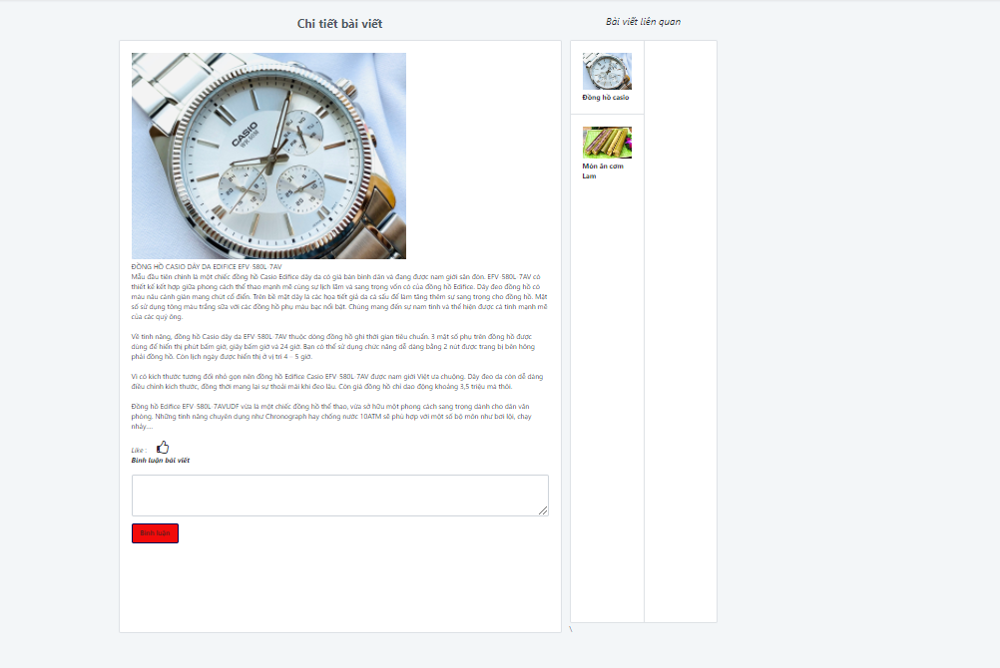 Chi tiết bài viết
Bài viết liên quan
CASIO
ĐỒNG HỒ CASIO DÂY DA EDIFICE EFV-580L-7AV
Mẫu đầu tiên chính là một chiếc đồng hồ Casio Edifice dây da có giá bán bình dân và đang được nam giới săn đón. EFV-580L-7AV có
thiết kế kết hợp giữa phong cách thể thao mạnh mẽ cùng sự lịch lãm và sang trọng vốn có của đồng hồ Edifice. Dây đeo đồng hồ có
màu nâu cánh gián mang chút cổ điển. Trên bề mặt dây là các họa tiết giả da cá sấu để làm tăng thêm sự sang trọng cho đồng hồ. Mặt
số sử dụng tông màu trắng sữa với các đồng hồ phụ màu bạc nổi bật. Chúng mang đến sự nam tính và thể hiện được cá tính mạnh mẽ
của các quý ông.
Về tính năng, đồng hồ Casio dây da EFV-580L-7AV thuộc dòng đồng hồ ghi thời gian tiêu chuẩn. 3 mặt số phụ trên đồng hồ được
dùng để hiển thị phút bấm giờ, giây bấm giờ và 24 giờ. Bạn có thể sử dụng chức năng dễ dàng bằng 2 nút được trang bị bên hông
phải đồng hồ. Còn lịch ngày được hiển thị ở vị trí 4 – 5 giờ.
Vì có kích thước tương đối nhỏ gọn nên đồng hồ Edifice Casio EFV-580L-7AV được nam giới Việt ưa chuộng. Dây đeo da còn dễ dàng
điều chỉnh kích thước, đồng thời mang lại sự thoải mái khi đeo lâu. Còn giá đồng hồ chỉ dao động khoảng 3,5 triệu mà thôi.
Đồng hồ Edifice EFV-580L-7AVUDF vừa là một chiếc đồng hồ thể thao, vừa sở hữu một phong cách sang trọng dành cho dân văn
phòng. Những tính năng chuyên dụng như Chronograph hay chống nước 10ATM sẽ phù hợp với một số bộ môn như bơi lội, chạy
nhảy,...
Like :
Bình luận bài viết
Bình luận
Đồng hồ casio
Món ăn cơm
Lam
\